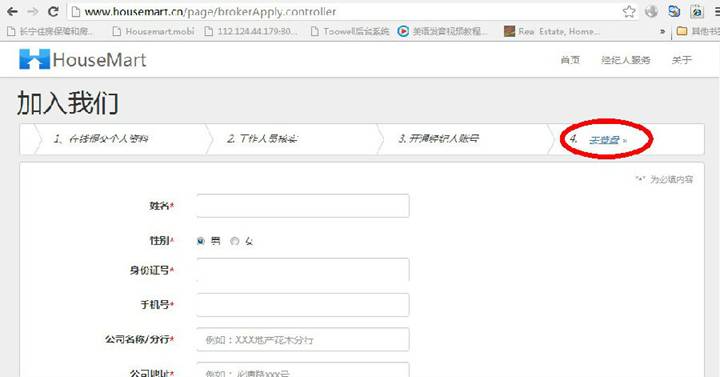 www.housemart.cn/page/brokerApply.controller
长宁住房保障和房... Housemart.mobi 112.124.44.179:30... Toowell后台系统 美语发音视频教程... Real Estate, Home... » 其他书
HouseMart
首页 经纪人服务 关于
加入我们
1、在线提交个人资料 2、工作人员核实 3、开通经纪人账号 4、 去登盘 »
"*" 为必填内容
姓名*
性别* 男 女
身份证号*
手机号*
公司名称/分行* 例如：XXX地产花木分行
公司地址* 例如：浦路xxx号